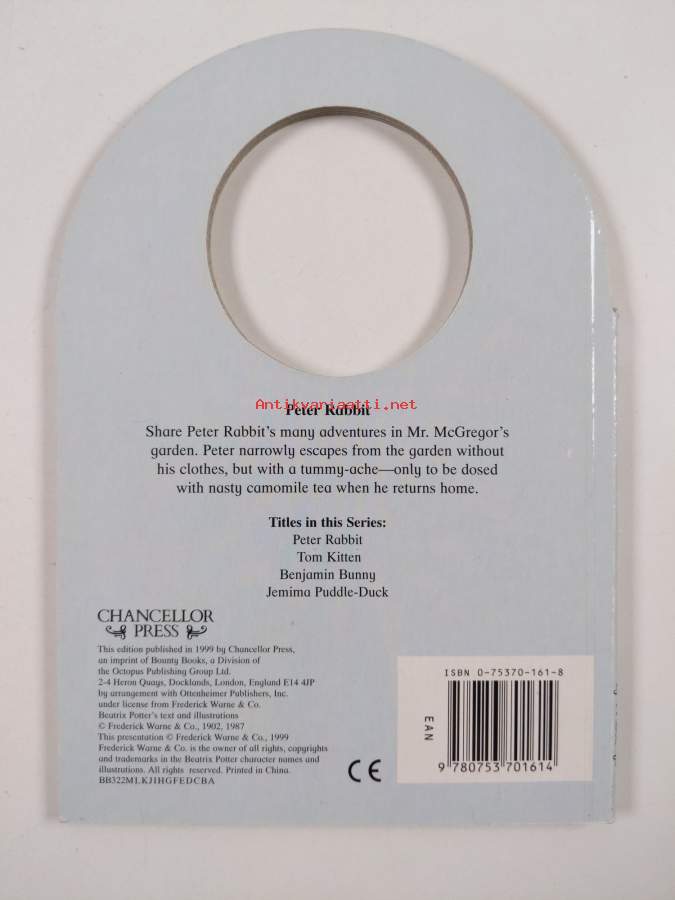 Antikvariaatti.net
Peter Rabbit
Share Peter Rabbit's many adventures in Mr. McGregor's
garden. Peter narrowly escapes from the garden without
his clothes, but with a tummy-ache—only to be dosed
with nasty camomile tea when he returns home.
Titles in this Series:
Peter Rabbit
Tom Kitten
Benjamin Bunny
Jemima Puddle-Duck
CHANCELLOR
PRESS
This edition published in 1999 by Chancellor Press,
an imprint of Bounty Books, a Division of
the Octopus Publishing Group Ltd.
2-4 Heron Quays, Docklands, London, England E14 4JP
by arrangement with Ottenheimer Publishers, Inc.
under license from Frederick Warne & Co.
Beatrix Potter's text and illustrations
© Frederick Warne & Co., 1902, 1987
This presentation © Frederick Warne & Co., 1999
Frederick Warne & Co. is the owner of all rights, copyrights
and trademarks in the Beatrix Potter character names and
illustrations. All rights reserved. Printed in China.
BB322M1.KJIHGFEDCBA
CE
ISBN 0-75370-161-8
EAN
9 780753 701614